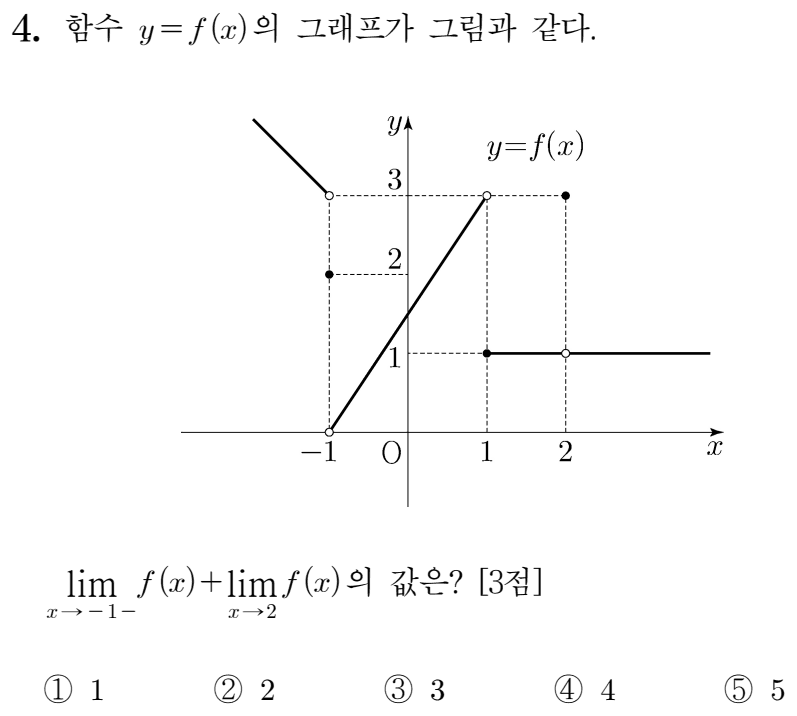 4. 함수 y=f(x)의 그래프가 그림과 같다.
y
y=f(x)
3
2
1
-1 O 1 2 x
lim f(x)+lim f(x)의 값은? [3점]
x→-1- x→2
① 1 ② 2 ③ 3 ④ 4 ⑤ 5